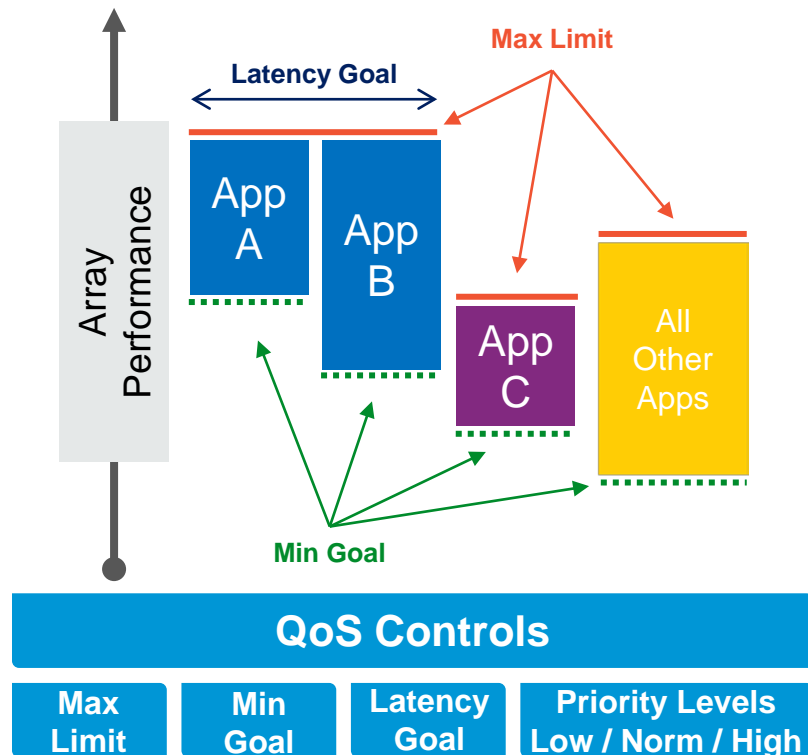 Max Limit
Latency Goal
Array
Performance
App
A
App
B
App
C
All
Other
Apps
Min Goal
QoS Controls
Max
Limit
Min
Goal
Latency
Goal
Priority Levels
Low / Norm / High